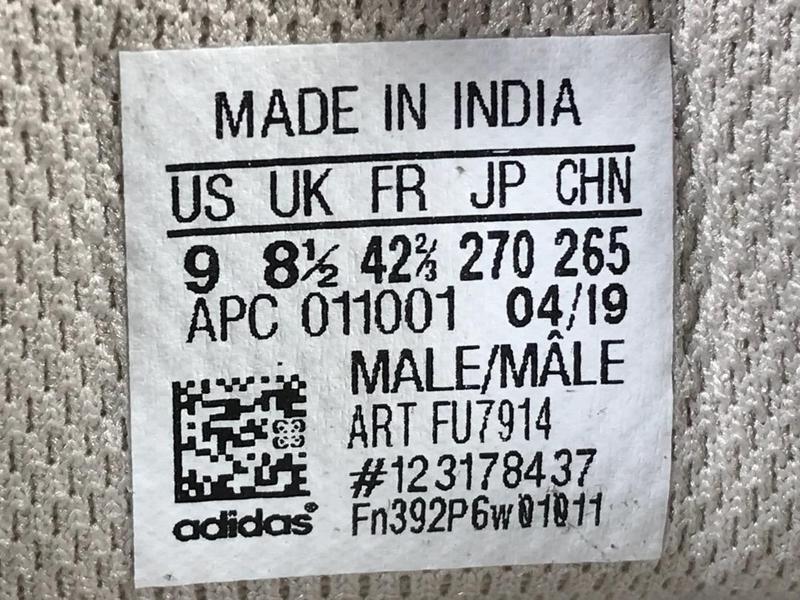 MADE IN INDIA
US UK FR JP CHN
9 8½ 42⅔ 270 265
APC 011001 04/19
MALE/MÂLE
ART FU7914
#123178437
Fn392P6w01011
adidas®